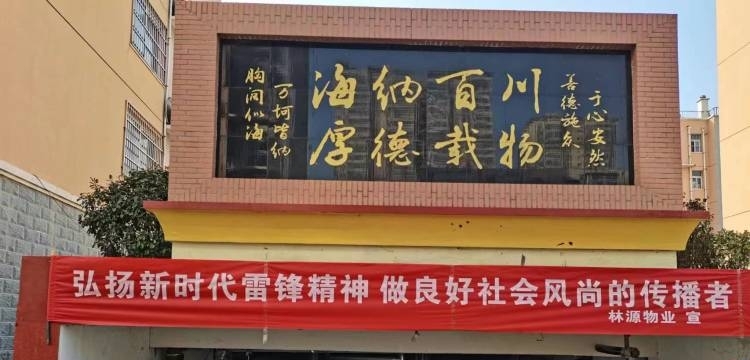 胸阔似海
万坷皆纳
海纳百川
厚德载物
善德施众
于心安然
弘扬新时代雷锋精神 做良好社会风尚的传播者
林源物业 宣